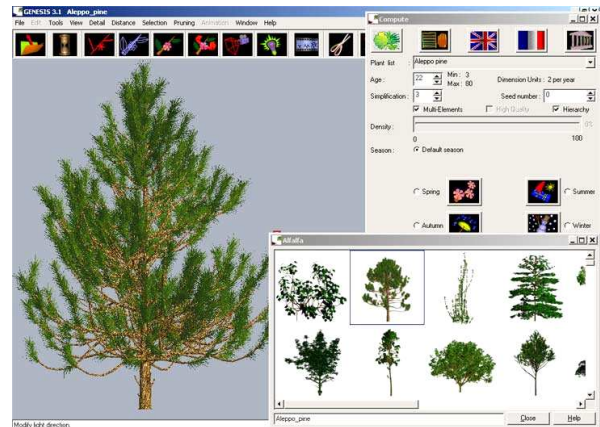 GENESIS 3.1 Aleppo_pine
File Edit Tools View Detail Distance Selection Pruning Animation Window Help
Compute
Plant list : Aleppo pine
Age : 22 Min : 3 Max : 80 Dimension Units : 2 per year
Simplification : 3 Seed number : 0
Multi-Elements High Quality Hierarchy
Density : 0%
0 100
Season : Default season
Spring Summer
Autumn Winter
Alfalfa
Aleppo_pine Close Help
Modify light direction